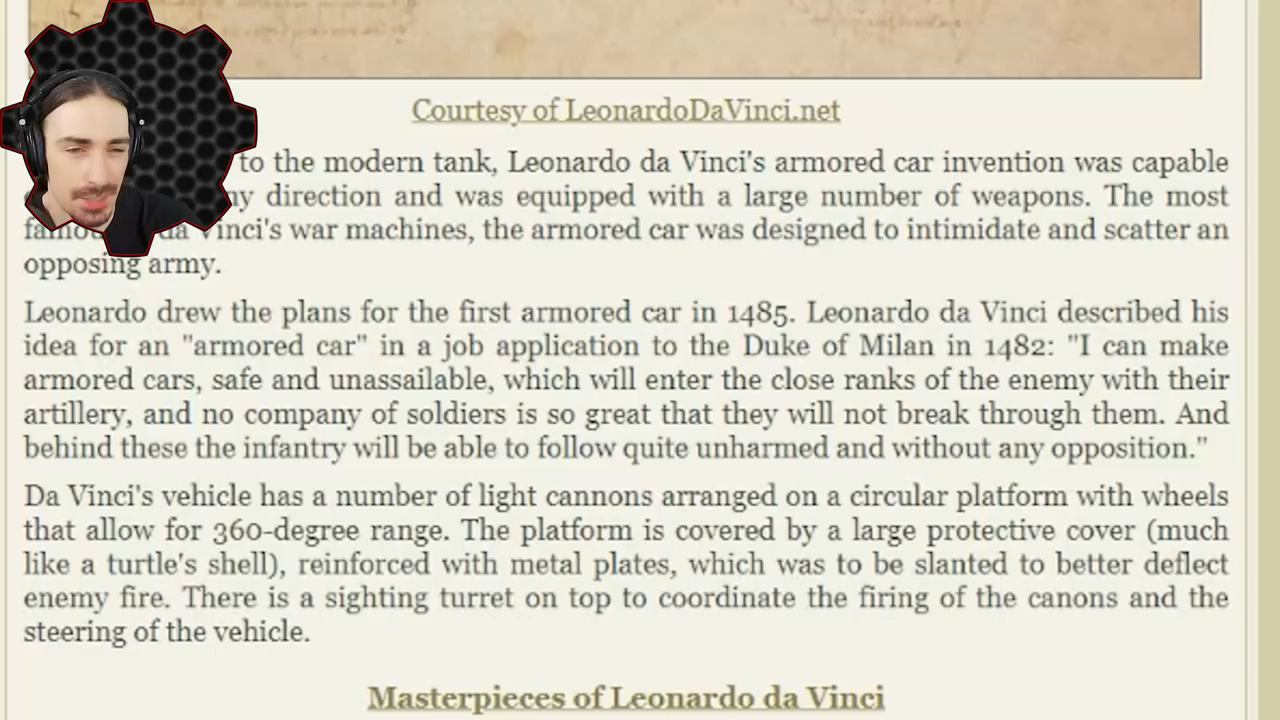 Courtesy of LeonardoDaVinci.net
to the modern tank, Leonardo da Vinci's armored car invention was capable
direction and was equipped with a large number of weapons. The most
Vinci's war machines, the armored car was designed to intimidate and scatter an
opposing army.
Leonardo drew the plans for the first armored car in 1485. Leonardo da Vinci described his
idea for an "armored car" in a job application to the Duke of Milan in 1482: "I can make
armored cars, safe and unassailable, which will enter the close ranks of the enemy with their
artillery, and no company of soldiers is so great that they will not break through them. And
behind these the infantry will be able to follow quite unharmed and without any opposition."
Da Vinci's vehicle has a number of light cannons arranged on a circular platform with wheels
that allow for 360-degree range. The platform is covered by a large protective cover (much
like a turtle's shell), reinforced with metal plates, which was to be slanted to better deflect
enemy fire. There is a sighting turret on top to coordinate the firing of the canons and the
steering of the vehicle.
Masterpieces of Leonardo da Vinci